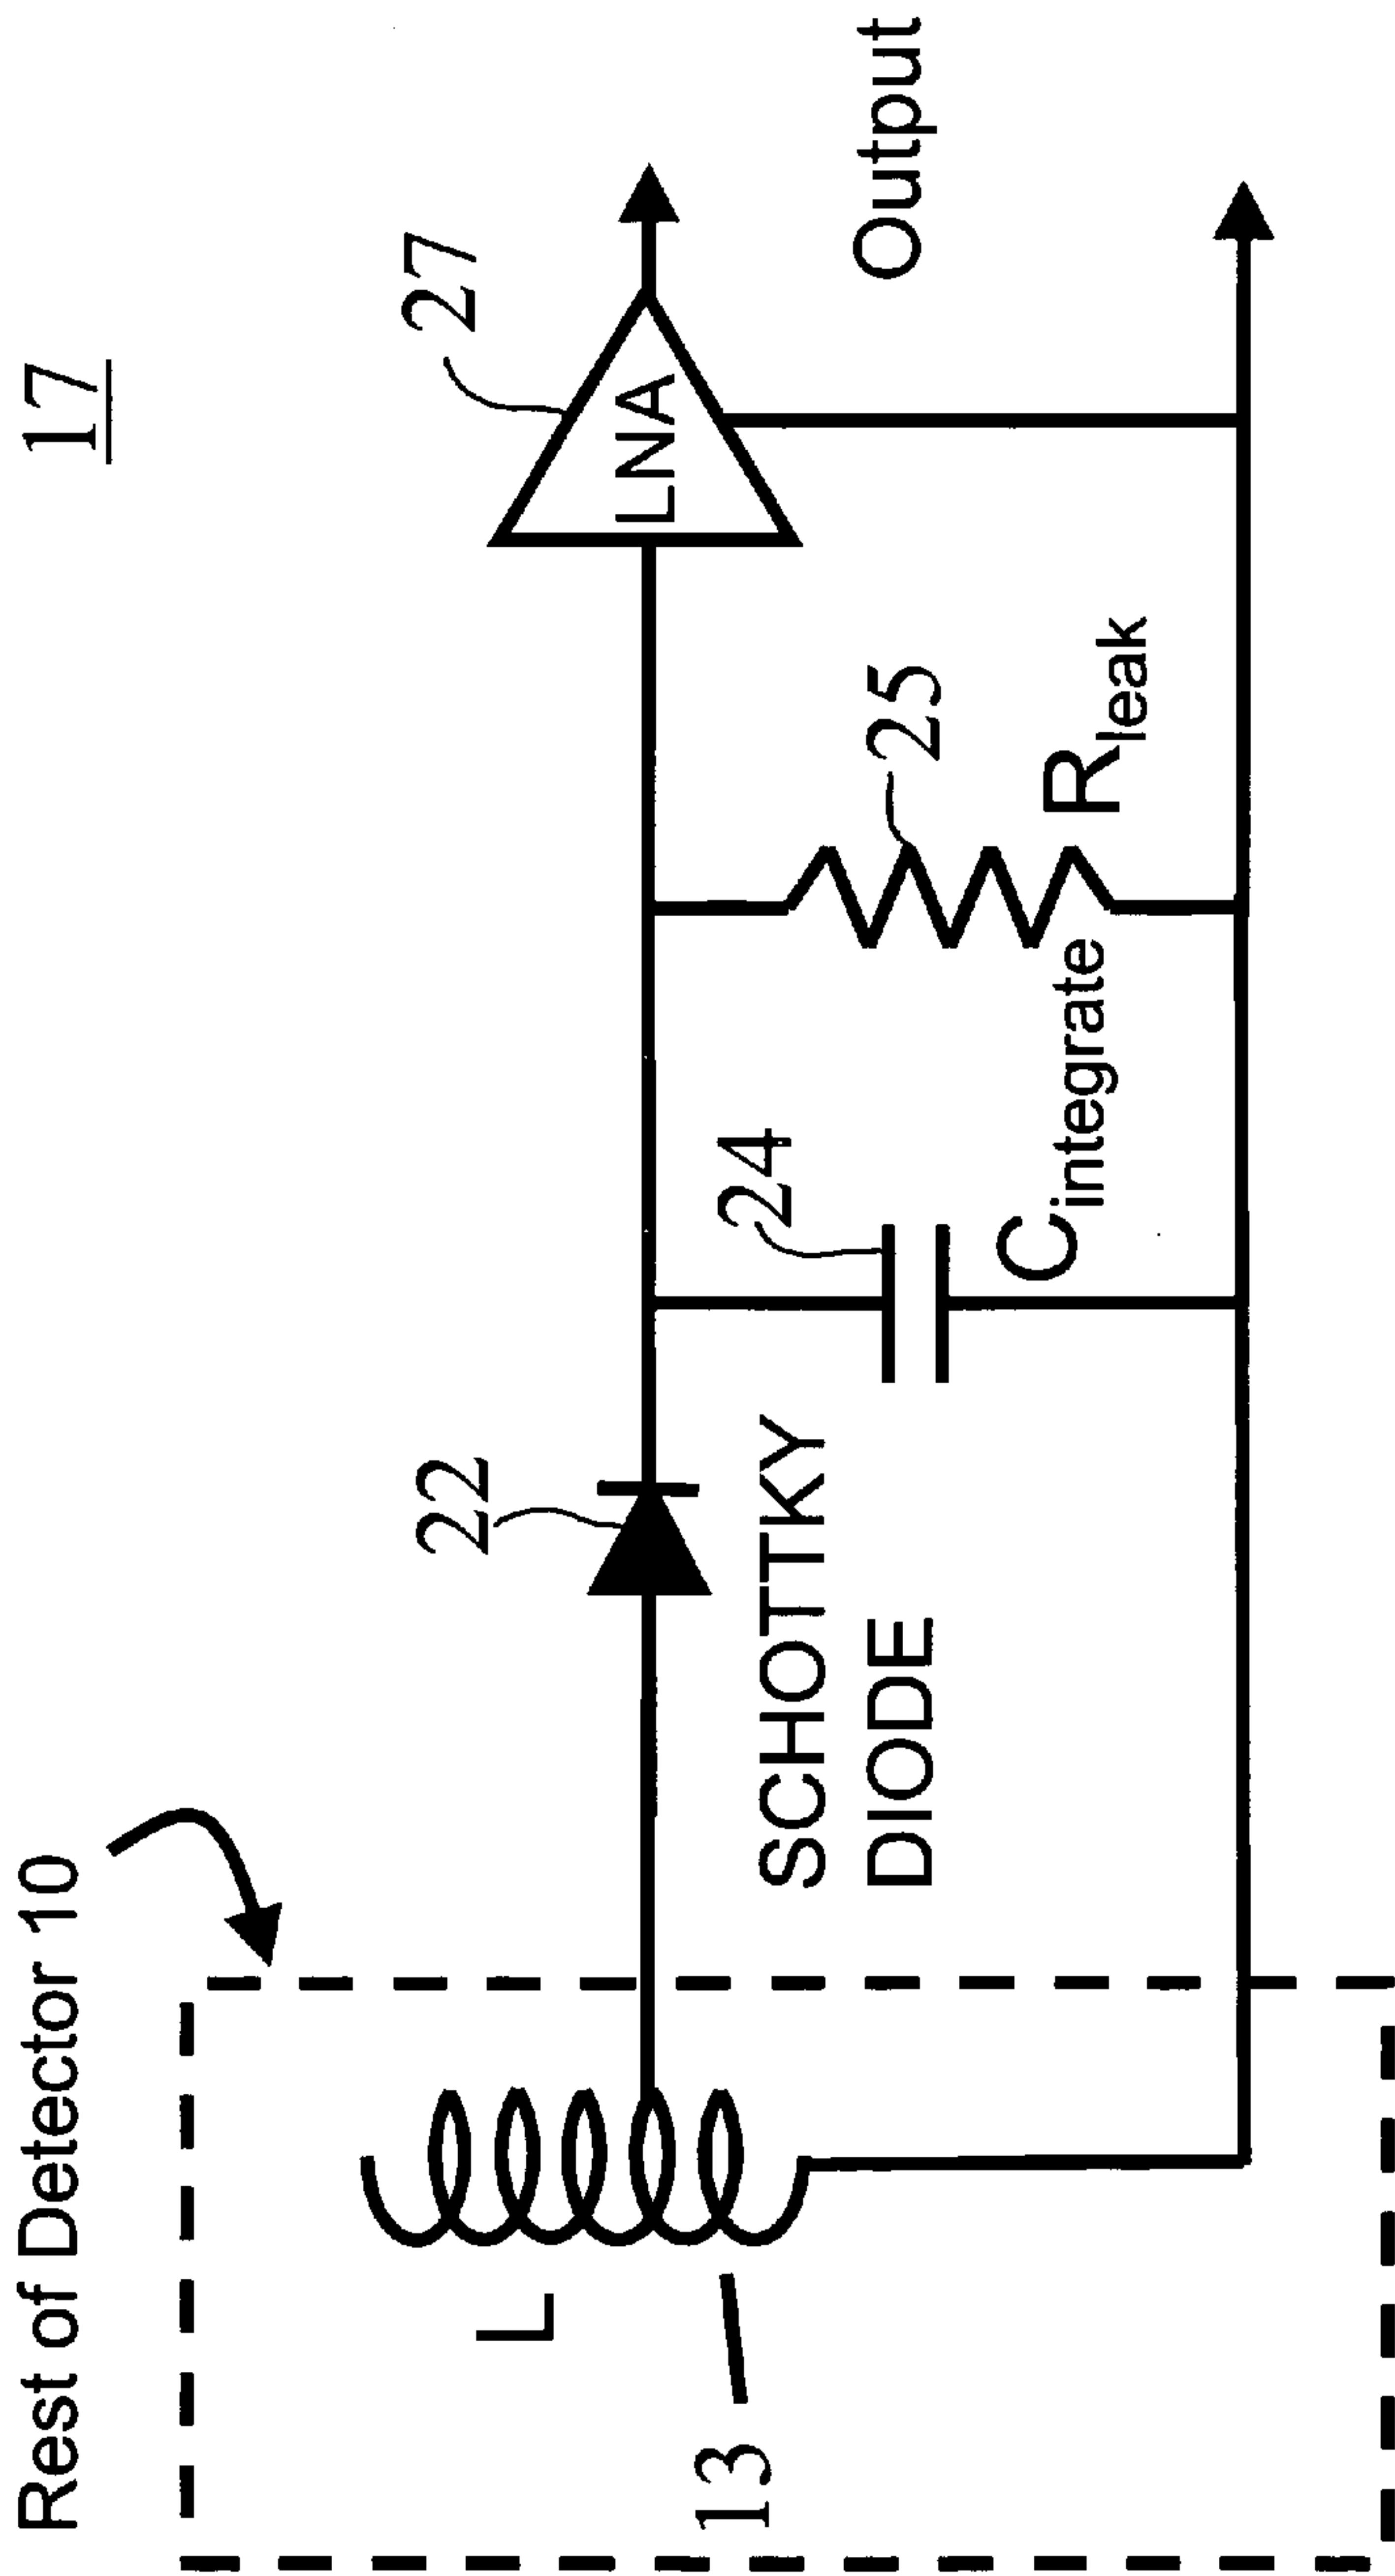 Rest of Detector 10
17
L
13
22
SCHOTTKY
DIODE
24
Cintegrate
25
Rleak
27
LNA
Output